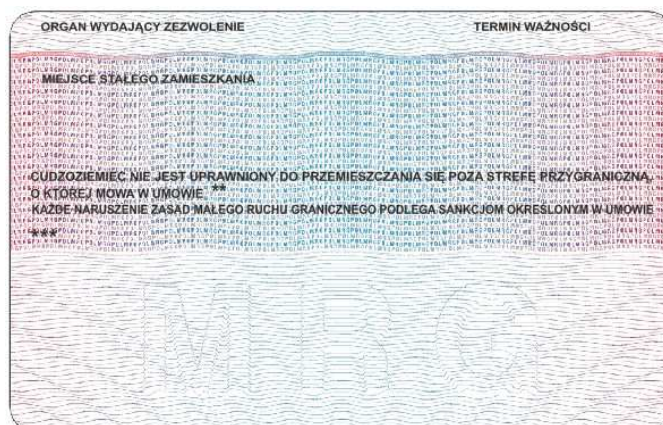 ORGAN WYDAJĄCY ZEZWOLENIE TERMIN WAŻNOŚCI
MIEJSCE STAŁEGO ZAMIESZKANIA
CUDZOZIEMIEC NIE JEST UPRAWNIONY DO PRZEMIESZCZANIA SIĘ POZA STREFĘ PRZYGRANICZNĄ,
O KTÓREJ MOWA W UMOWIE **
KAŻDE NARUSZENIE ZASAD MAŁEGO RUCHU GRANICZNEGO PODLEGA SANKCJOM OKREŚLONYM W UMOWIE
***
MRG